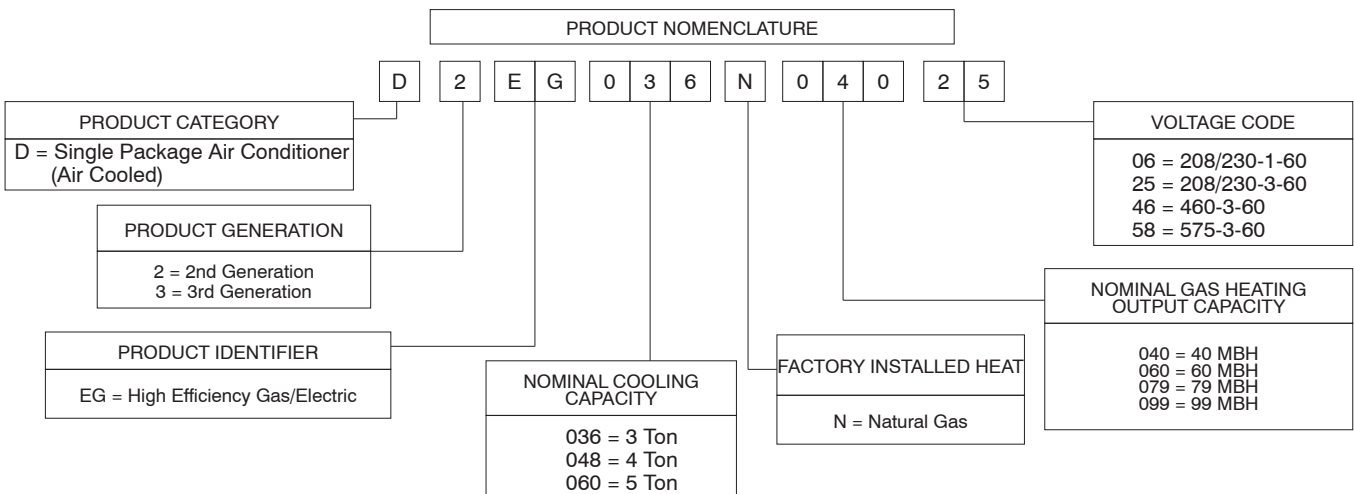 PRODUCT NOMENCLATURE
D 2 E G 0 3 6 N 0 4 0 2 5
PRODUCT CATEGORY
D = Single Package Air Conditioner
(Air Cooled)
PRODUCT GENERATION
2 = 2nd Generation
3 = 3rd Generation
PRODUCT IDENTIFIER
EG = High Efficiency Gas/Electric
NOMINAL COOLING
CAPACITY
036 = 3 Ton
048 = 4 Ton
060 = 5 Ton
FACTORY INSTALLED HEAT
N = Natural Gas
NOMINAL GAS HEATING
OUTPUT CAPACITY
040 = 40 MBH
060 = 60 MBH
079 = 79 MBH
099 = 99 MBH
VOLTAGE CODE
06 = 208/230-1-60
25 = 208/230-3-60
46 = 460-3-60
58 = 575-3-60